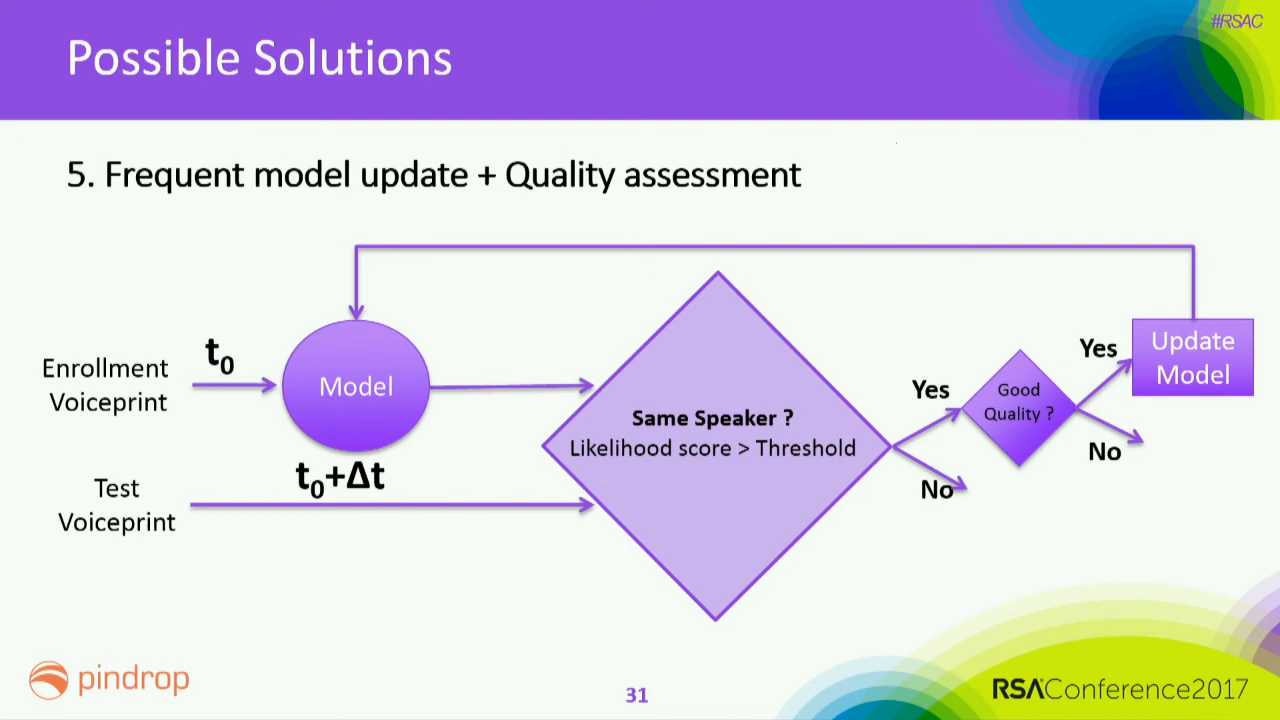 #RSAC
Possible Solutions
5. Frequent model update + Quality assessment
Enrollment
Voiceprint
t0
Model
t0+Δt
Test
Voiceprint
Same Speaker ?
Likelihood score > Threshold
Yes
No
Good
Quality ?
Yes
No
Update
Model
pindrop
31
RSAConference2017